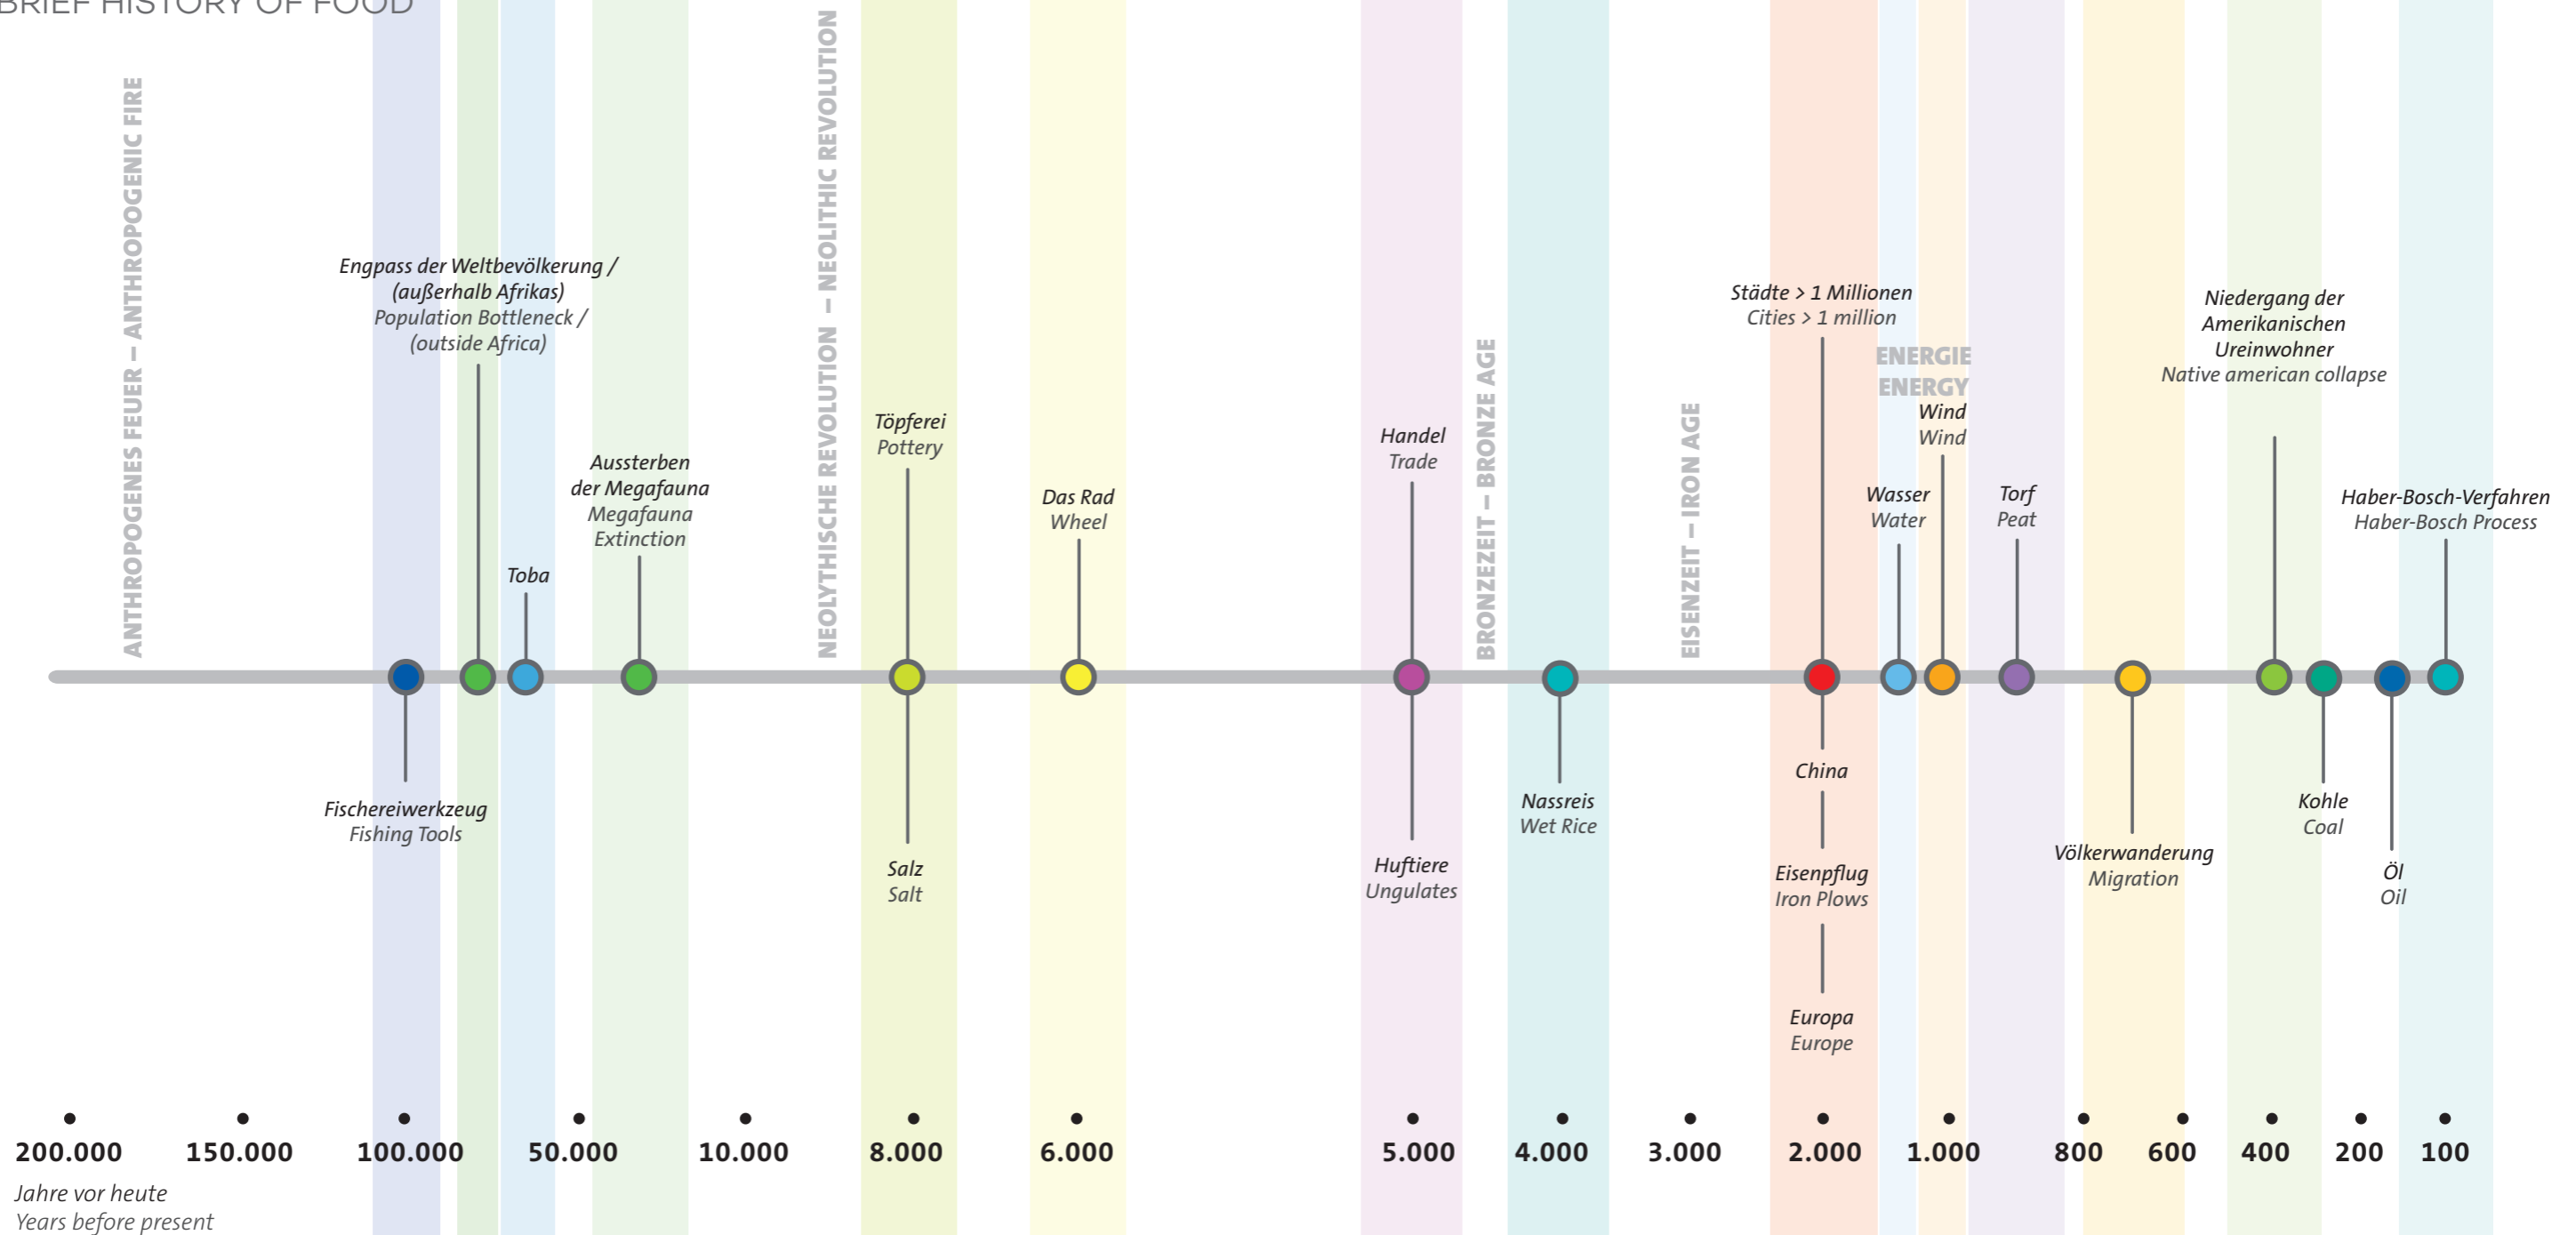 BRIEF HISTORY OF FOOD
ANTHROPOGENES FEUER – ANTHROPOGENIC FIRE
Engpass der Weltbevölkerung /
(außerhalb Afrikas)
Population Bottleneck /
(outside Africa)
Toba
Aussterben
der Megafauna
Megafauna
Extinction
Fischereiwerkzeug
Fishing Tools
NEOLYTHISCHE REVOLUTION – NEOLITHIC REVOLUTION
Töpferei
Pottery
Salz
Salt
Das Rad
Wheel
Handel
Trade
Huftiere
Ungulates
BRONZEZEIT – BRONZE AGE
Nassreis
Wet Rice
EISENZEIT – IRON AGE
Städte > 1 Millionen
Cities > 1 million
China
Eisenpflug
Iron Plows
Europa
Europe
ENERGIE
ENERGY
Wind
Wind
Wasser
Water
Torf
Peat
Völkerwanderung
Migration
Niedergang der
Amerikanischen
Ureinwohner
Native american collapse
Kohle
Coal
Öl
Oil
Haber-Bosch-Verfahren
Haber-Bosch Process
200.000 150.000 100.000 50.000 10.000 8.000 6.000 5.000 4.000 3.000 2.000 1.000 800 600 400 200 100
Jahre vor heute
Years before present